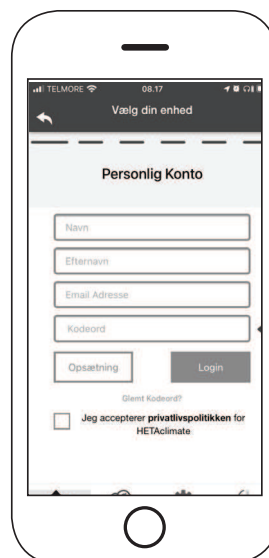 TELMORE 08.17
Vælg din enhed
Personlig Konto
Navn
Efternavn
Email Adresse
Kodeord
Opsætning Login
Glemt Kodeord?
Jeg accepterer privatlivspolitikken for
HETAclimate